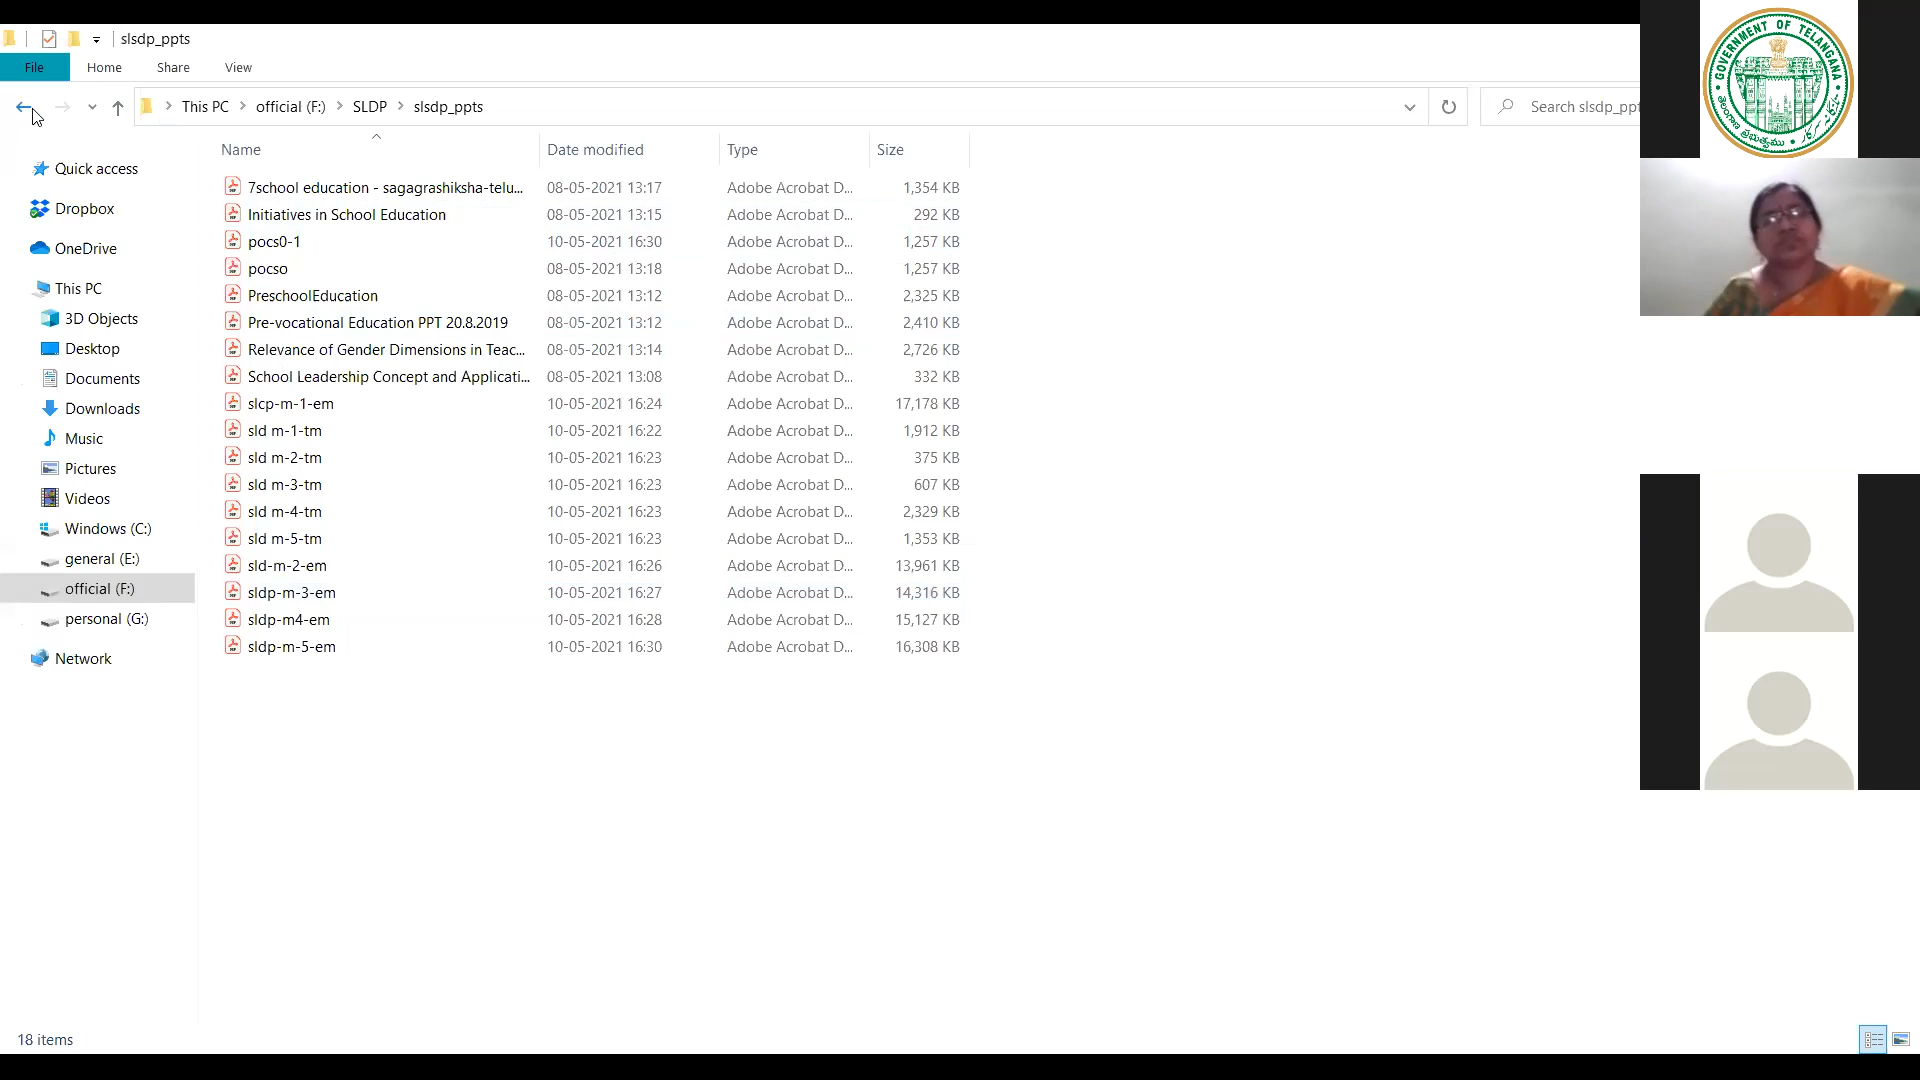 slsdp_ppts
File Home Share View
This PC official (F:) SLDP slsdp_ppts
Search slsdp_ppt
Name Date modified Type Size
7school education - sagagrashiksha-telu... 08-05-2021 13:17 Adobe Acrobat D... 1,354 KB
Initiatives in School Education 08-05-2021 13:15 Adobe Acrobat D... 292 KB
pocs0-1 10-05-2021 16:30 Adobe Acrobat D... 1,257 KB
pocso 08-05-2021 13:18 Adobe Acrobat D... 1,257 KB
PreschoolEducation 08-05-2021 13:12 Adobe Acrobat D... 2,325 KB
Pre-vocational Education PPT 20.8.2019 08-05-2021 13:12 Adobe Acrobat D... 2,410 KB
Relevance of Gender Dimensions in Teac... 08-05-2021 13:14 Adobe Acrobat D... 2,726 KB
School Leadership Concept and Applicati... 08-05-2021 13:08 Adobe Acrobat D... 332 KB
slcp-m-1-em 10-05-2021 16:24 Adobe Acrobat D... 17,178 KB
sld m-1-tm 10-05-2021 16:22 Adobe Acrobat D... 1,912 KB
sld m-2-tm 10-05-2021 16:23 Adobe Acrobat D... 375 KB
sld m-3-tm 10-05-2021 16:23 Adobe Acrobat D... 607 KB
sld m-4-tm 10-05-2021 16:23 Adobe Acrobat D... 2,329 KB
sld m-5-tm 10-05-2021 16:23 Adobe Acrobat D... 1,353 KB
sld-m-2-em 10-05-2021 16:26 Adobe Acrobat D... 13,961 KB
sldp-m-3-em 10-05-2021 16:27 Adobe Acrobat D... 14,316 KB
sldp-m4-em 10-05-2021 16:28 Adobe Acrobat D... 15,127 KB
sldp-m-5-em 10-05-2021 16:30 Adobe Acrobat D... 16,308 KB
Quick access
Dropbox
OneDrive
This PC
3D Objects
Desktop
Documents
Downloads
Music
Pictures
Videos
Windows (C:)
general (E:)
official (F:)
personal (G:)
Network
18 items
GOVERNMENT OF TELANGANA
తెలంగాణ ప్రభుత్వము